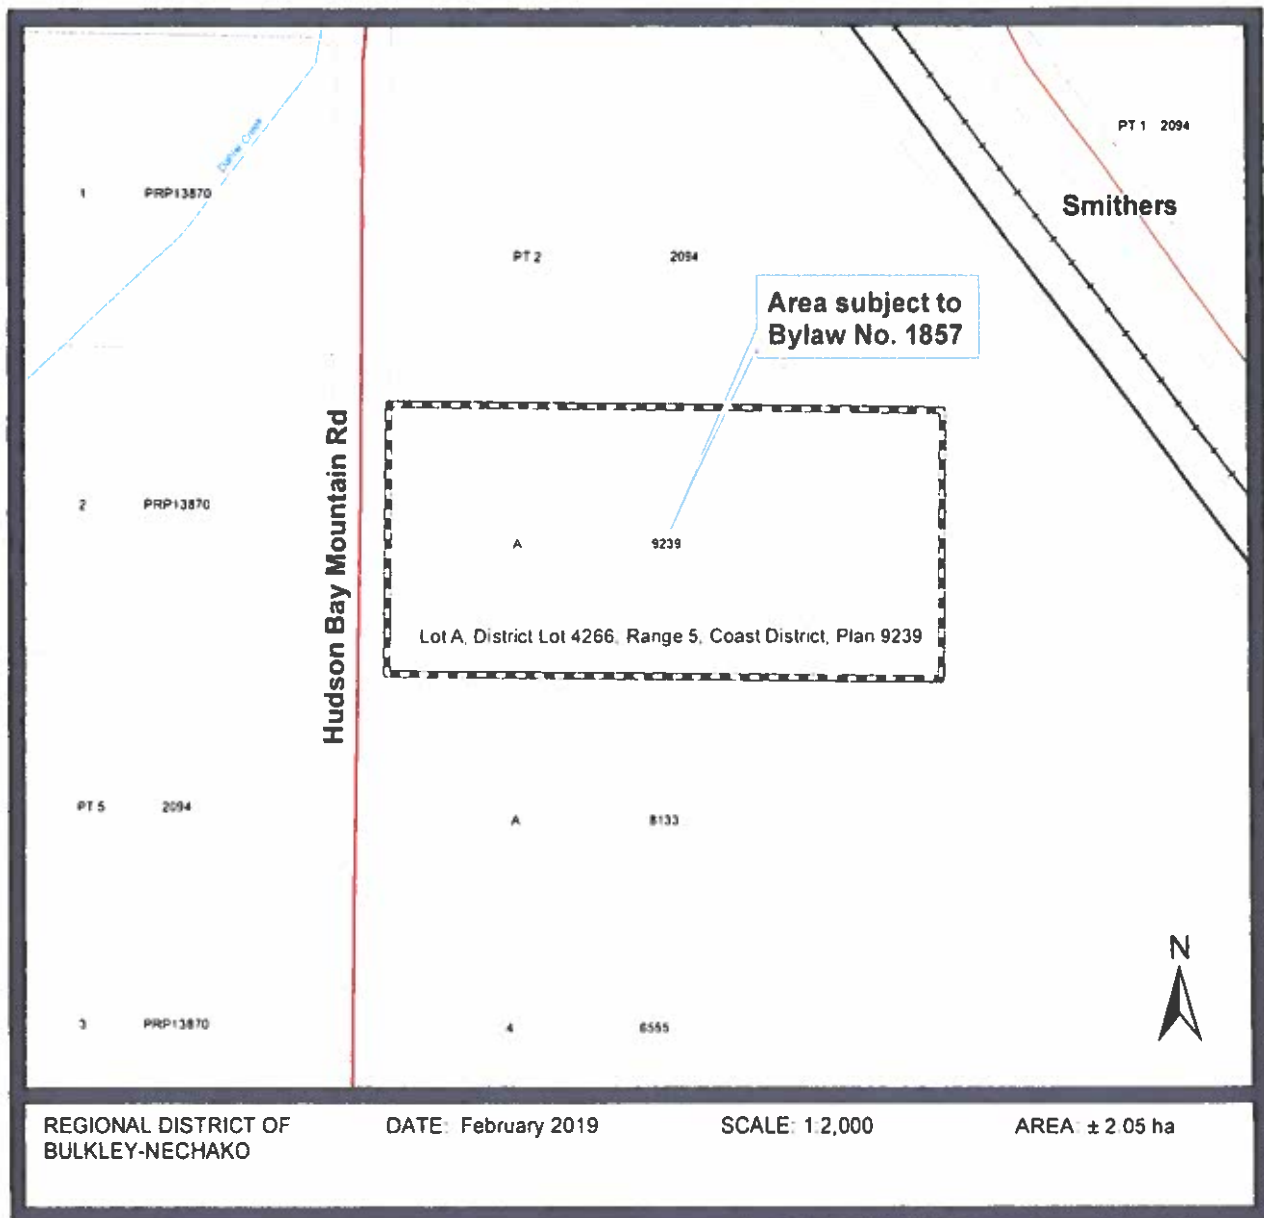 PT 1 2094
Dahlie Creek
1 PRP13870
Smithers
PT 2 2094
Area subject to
Bylaw No. 1857
Hudson Bay Mountain Rd
2 PRP13870
A 9239
Lot A, District Lot 4266, Range 5, Coast District, Plan 9239
PT 5 2094
A 8133
N
3 PRP13870
4 6555
REGIONAL DISTRICT OF
BULKLEY-NECHAKO
DATE: February 2019
SCALE: 1:2,000
AREA: ± 2.05 ha